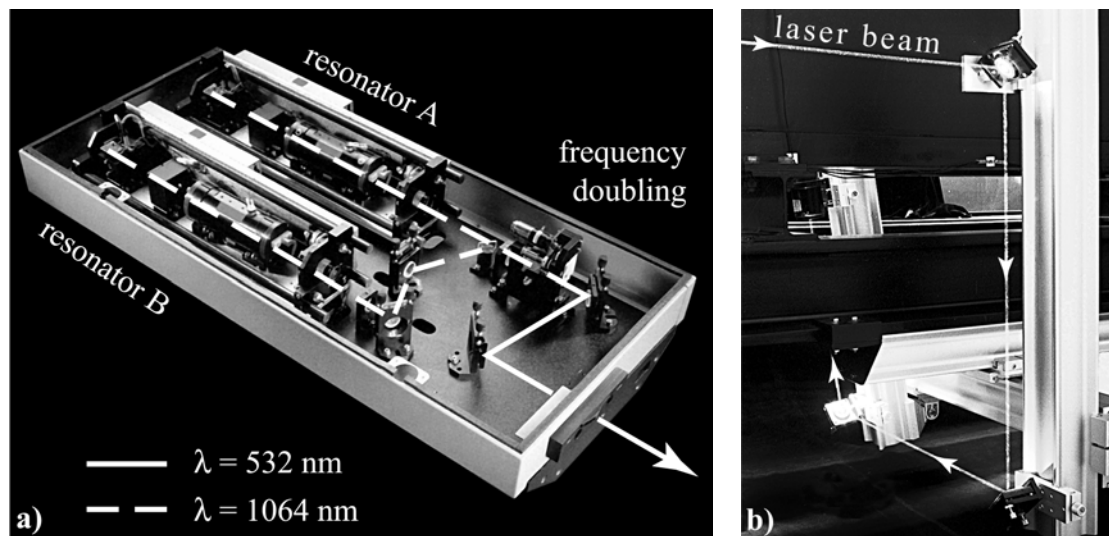 resonator A
frequency
doubling
resonator B
λ = 532 nm
λ = 1064 nm
a)
laser beam
b)